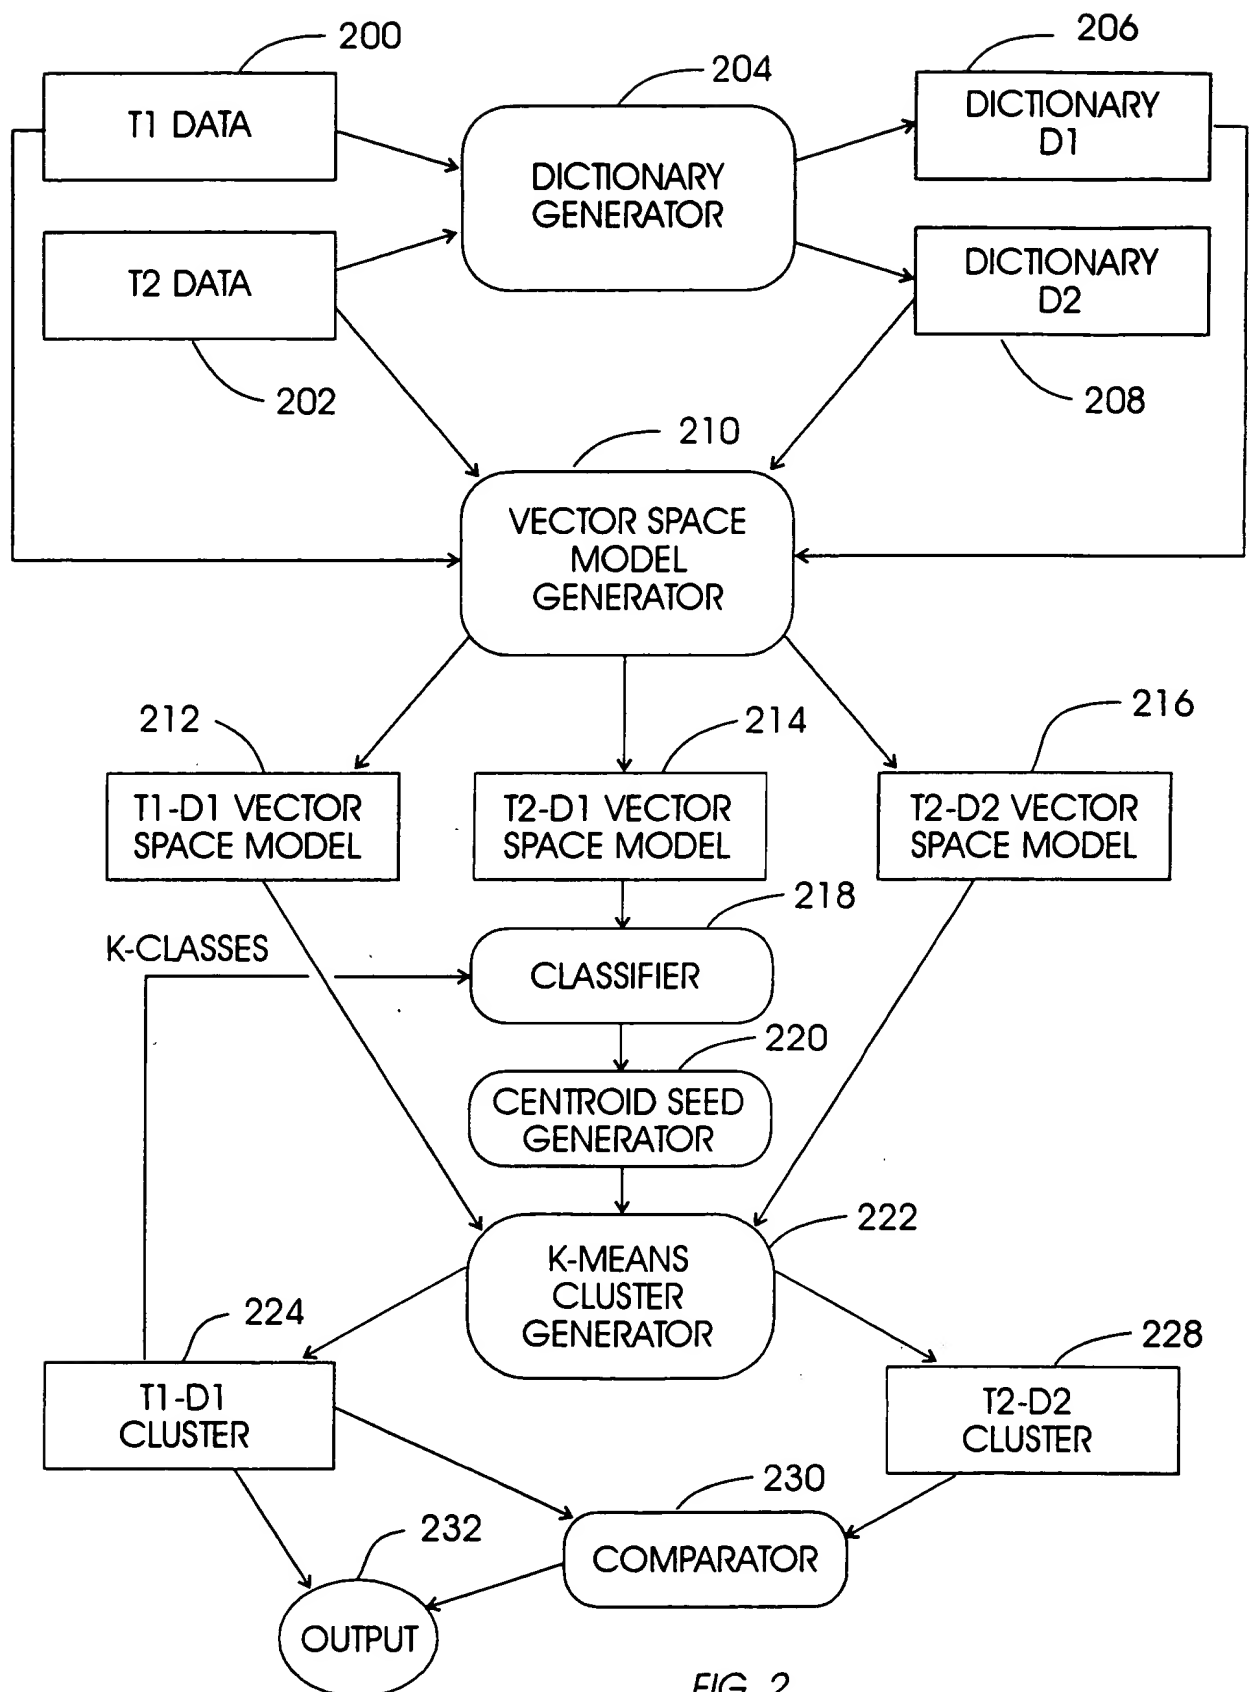 200
206
204
T1 DATA
DICTIONARY
D1
DICTIONARY
GENERATOR
T2 DATA
DICTIONARY
D2
202
208
210
VECTOR SPACE
MODEL
GENERATOR
212
214
216
T1-D1 VECTOR
SPACE MODEL
T2-D1 VECTOR
SPACE MODEL
T2-D2 VECTOR
SPACE MODEL
218
K-CLASSES
CLASSIFIER
220
CENTROID SEED
GENERATOR
222
K-MEANS
CLUSTER
GENERATOR
224
228
T1-D1
CLUSTER
T2-D2
CLUSTER
230
232
COMPARATOR
OUTPUT
FIG. 2